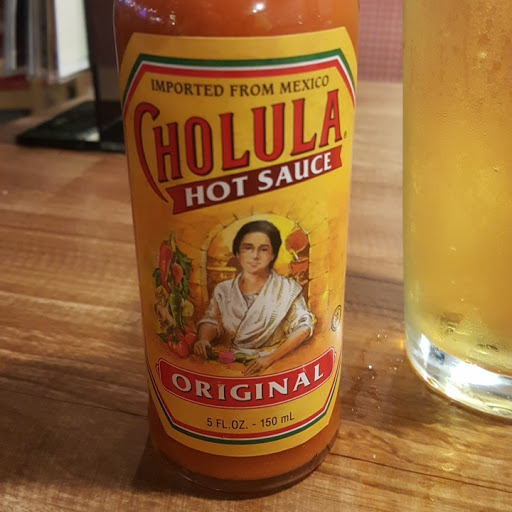 IMPORTED FROM MEXICO
CHOLULA®
HOT SAUCE
ORIGINAL
5 FL.OZ. - 150 mL